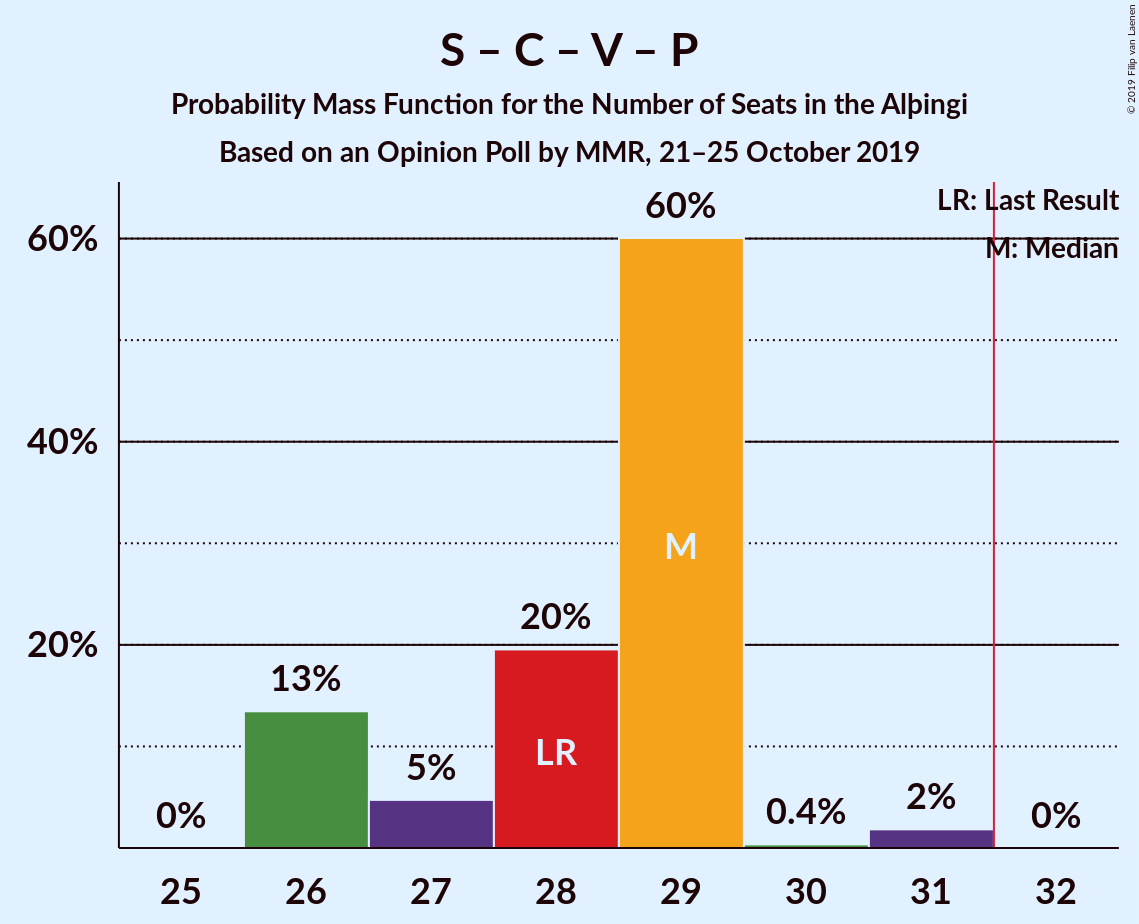 S – C – V – P
Probability Mass Function for the Number of Seats in the Alþingi
Based on an Opinion Poll by MMR, 21–25 October 2019
© 2019 Filip van Laenen
LR: Last Result
M: Median
60%
40%
20%
0%
13%
5%
20%
60%
0.4%
2%
0%
LR
M
25 26 27 28 29 30 31 32